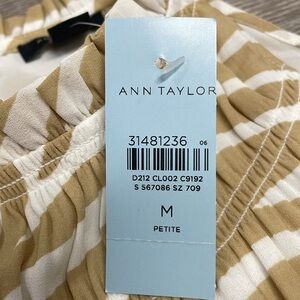 ANN TAYLOR
31481236 06
D212 CL002 C9192
S S67086 SZ 709
M
PETITE